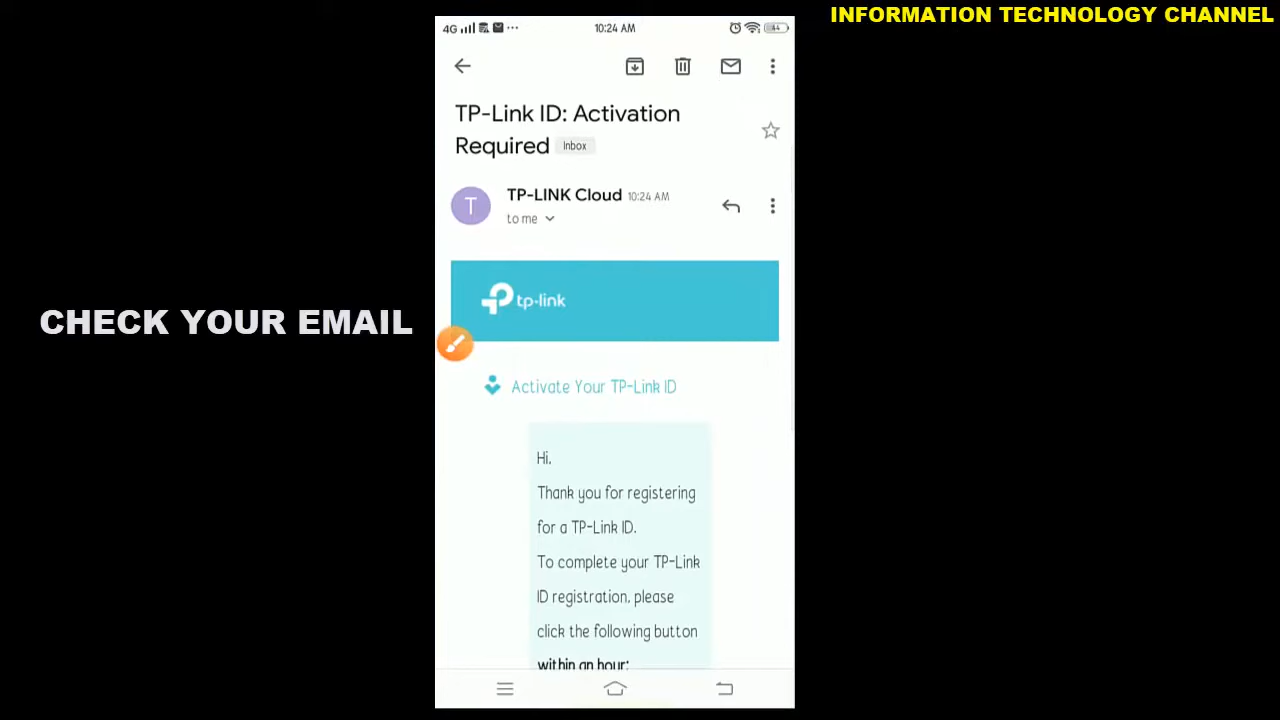 INFORMATION TECHNOLOGY CHANNEL
4G 10:24 AM 44
TP-Link ID: Activation
Required Inbox
T TP-LINK Cloud 10:24 AM
to me
tp-link
CHECK YOUR EMAIL
Activate Your TP-Link ID
Hi,
Thank you for registering
for a TP-Link ID.
To complete your TP-Link
ID registration, please
click the following button
within an hour: